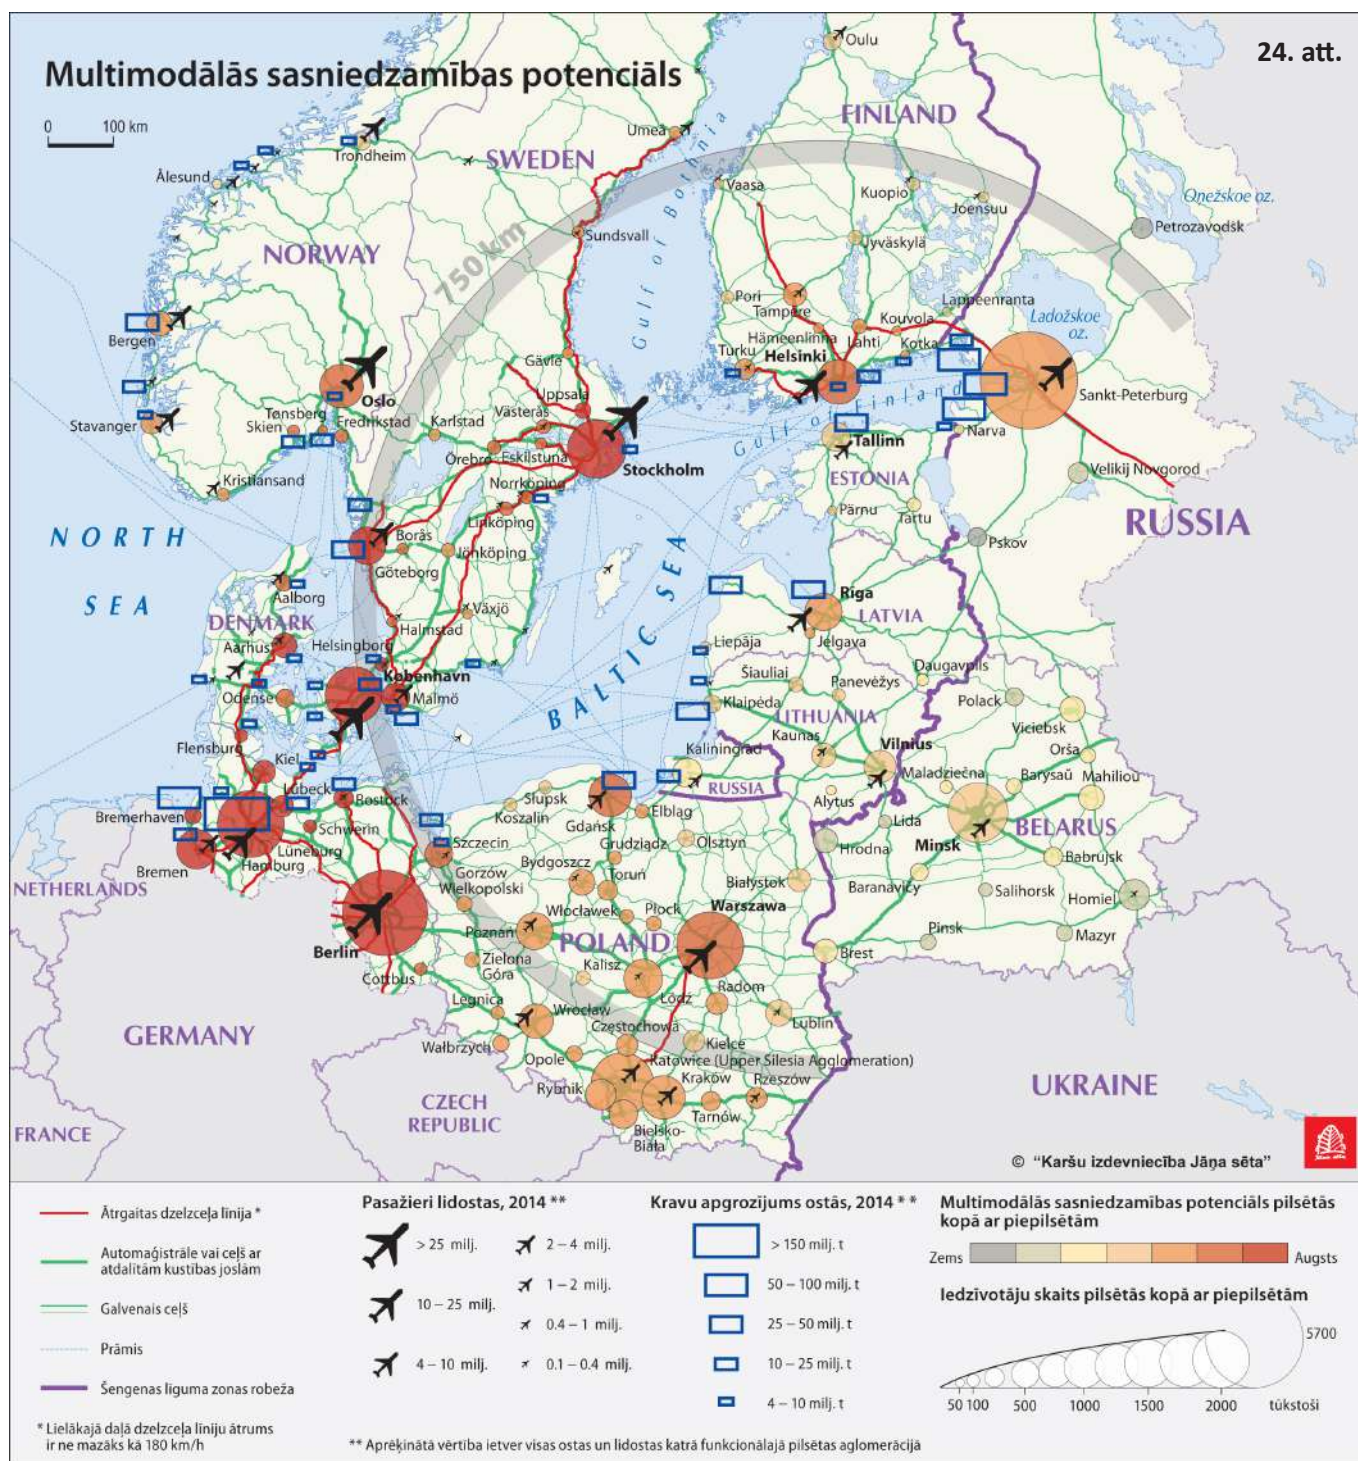 24. att.
Multimodālās sasniedzamības potenciāls
0 100 km
Oulu
FINLAND
Umeå
Trondheim
SWEDEN
Ålesund
Vaasa
Kuopio
Joensuu
Oņežskoe oz.
Petrozavodsk
Gulf of Bothnia
NORWAY
Sundsvall
Jyväskylä
750 km
Pori
Tampere
Lappeenranta
Ladožskoe
oz.
Bergen
Hämeenlinna
Kouvola
Lahti
Kotka
Turku
Helsinki
Gävle
Sankt-Peterburg
Oslo
Uppsala
Västerås
Tønsberg
Skien
Fredrikstad
Karlstad
Gulf of Finland
Narva
Stavanger
Tallinn
Örebro
Eskilstuna
Stockholm
ESTONIA
Velikij Novgorod
Kristiansand
Norrköping
Linköping
Pärnu
Tartu
RUSSIA
NORTH
SEA
Borås
Jönköping
Göteborg
Pskov
Aalborg
Riga
LATVIA
DENMARK
Växjö
Halmstad
Aarhus
Helsingborg
Liepāja
Jelgava
København
Daugavpils
Šiauliai
Panevėžys
Odense
Malmö
Klaipėda
Polack
BALTIC SEA
LITHUANIA
Viciebsk
Flensburg
Kaunas
Vilnius
Kaliningrad
Orša
Kiel
Maladziečna
Barysaŭ
Mahiliou
RUSSIA
Lübeck
Rostock
Słupsk
Koszalin
Alytus
Bremerhaven
Gdańsk
Elbląg
Lida
Schwerin
BELARUS
Szczecin
Grudziądz
Olsztyn
Hrodna
Minsk
Lüneburg
Hamburg
Bremen
Babrujsk
NETHERLANDS
Gorzów
Wielkopolski
Bydgoszcz
Toruń
Białystok
Baranavičy
Salihorsk
Homiel
Włocławek
Płock
Warszawa
Poznań
POLAND
Pinsk
Mazyr
Berlin
Brest
Zielona
Góra
Kalisz
Cottbus
Legnica
Łódź
Radom
Wrocław
Lublin
GERMANY
Częstochowa
Wałbrzych
Kielce
Opole
Katowice (Upper Silesia Agglomeration)
Rybnik
Kraków
Rzeszów
UKRAINE
CZECH
REPUBLIC
Tarnów
FRANCE
Bielsko-
Biała
© "Karšu izdevniecība Jāņa sēta"
Ātrgaitas dzelzceļa līnija *
Automaģistrāle vai ceļš ar
atdalītām kustības joslām
Galvenais ceļš
Prāmis
Šengenas līguma zonas robeža
* Lielākajā daļā dzelzceļa līniju ātrums
ir ne mazāks kā 180 km/h
Pasažieri lidostas, 2014 **
> 25 milj.
10 – 25 milj.
4 – 10 milj.
2 – 4 milj.
1 – 2 milj.
0.4 – 1 milj.
0.1 – 0.4 milj.
Kravu apgrozījums ostās, 2014 * *
> 150 milj. t
50 – 100 milj. t
25 – 50 milj. t
10 – 25 milj. t
4 – 10 milj. t
** Aprēķinātā vērtība ietver visas ostas un lidostas katrā funkcionālajā pilsētas aglomerācijā
Multimodālās sasniedzamības potenciāls pilsētās
kopā ar piepilsētām
Zems
Augsts
Iedzīvotāju skaits pilsētās kopā ar piepilsētām
5700
50 100 500 1000 1500 2000 tūkstoši